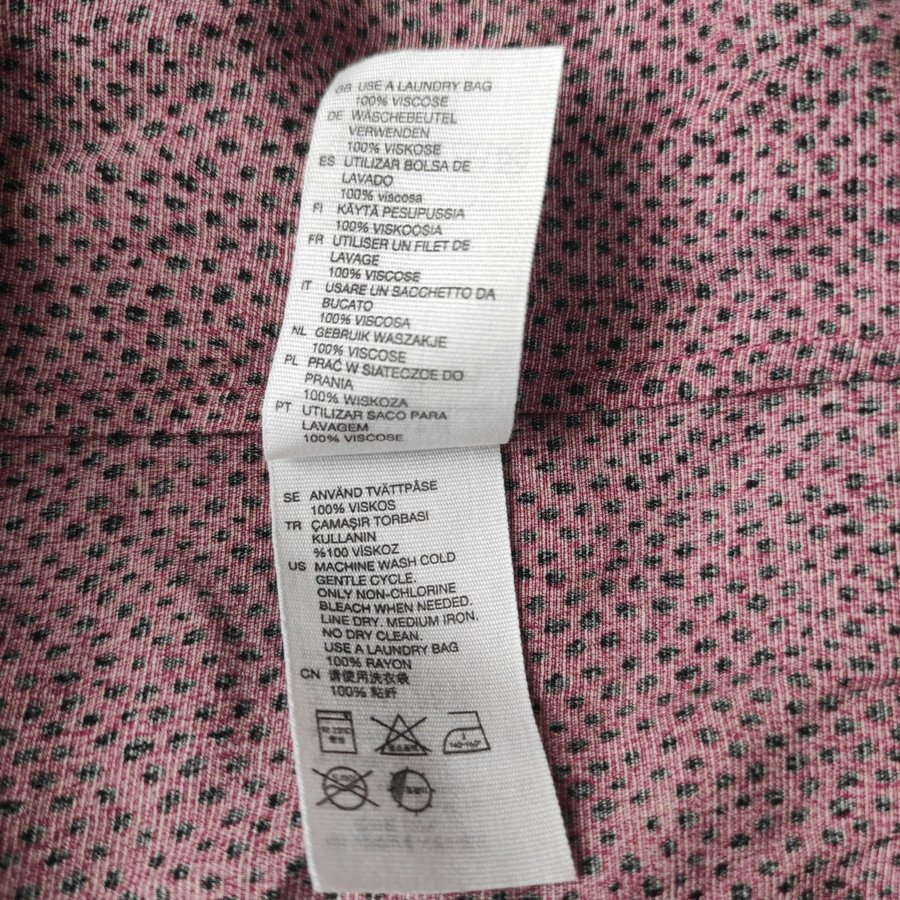 GB USE A LAUNDRY BAG
100% VISCOSE
DE WÄSCHEBEUTEL
VERWENDEN
100% VISKOSE
ES UTILIZAR BOLSA DE
LAVADO
100% viscosa
FI KÄYTÄ PESUPUSSIA
100% VISKOOSIA
FR UTILISER UN FILET DE
LAVAGE
100% VISCOSE
IT USARE UN SACCHETTO DA
BUCATO
100% VISCOSA
NL GEBRUIK WASZAKJE
100% VISCOSE
PL PRAĆ W SIATECZCE DO
PRANIA
100% WISKOZA
PT UTILIZAR SACO PARA
LAVAGEM
100% VISCOSE
SE ANVÄND TVÄTTPÅSE
100% VISKOS
TR ÇAMAŞIR TORBASI
KULLANIN
%100 VİSKOZ
US MACHINE WASH COLD
GENTLE CYCLE.
ONLY NON-CHLORINE
BLEACH WHEN NEEDED.
LINE DRY. MEDIUM IRON.
NO DRY CLEAN.
USE A LAUNDRY BAG
100% RAYON
CN 请使用洗衣袋
100% 粘纤
140-160°